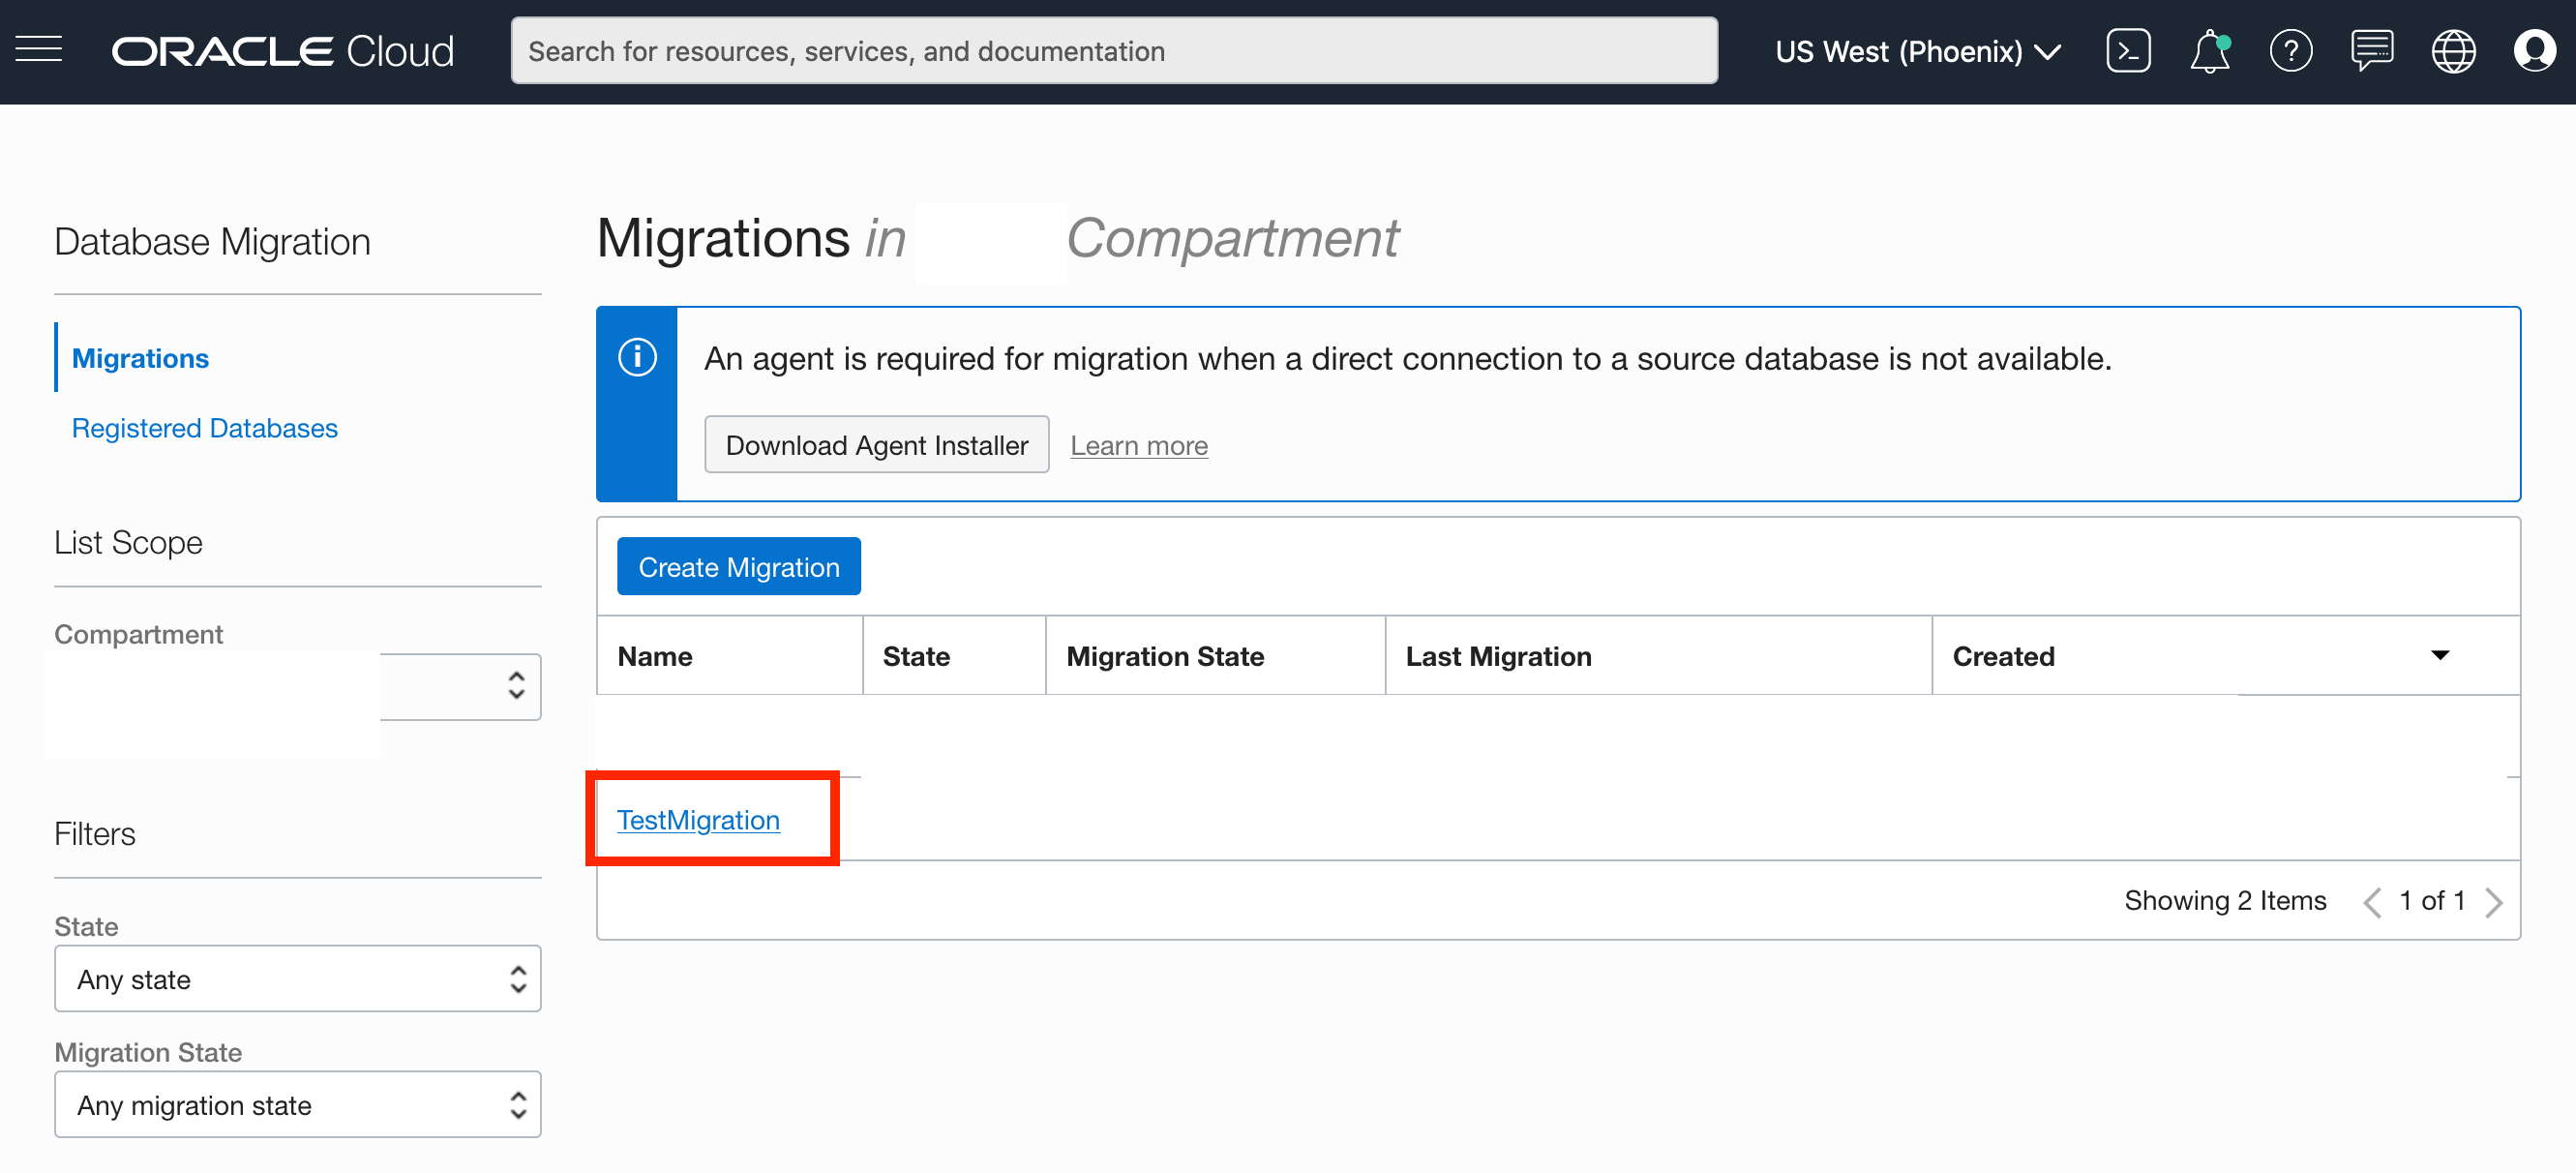 ORACLE Cloud
Search for resources, services, and documentation
US West (Phoenix)
Database Migration
Migrations
Registered Databases
List Scope
Compartment
Filters
State
Any state
Migration State
Any migration state
Migrations in Compartment
An agent is required for migration when a direct connection to a source database is not available.
Download Agent Installer Learn more
Create Migration
Name State Migration State Last Migration Created
TestMigration
Showing 2 Items < 1 of 1 >